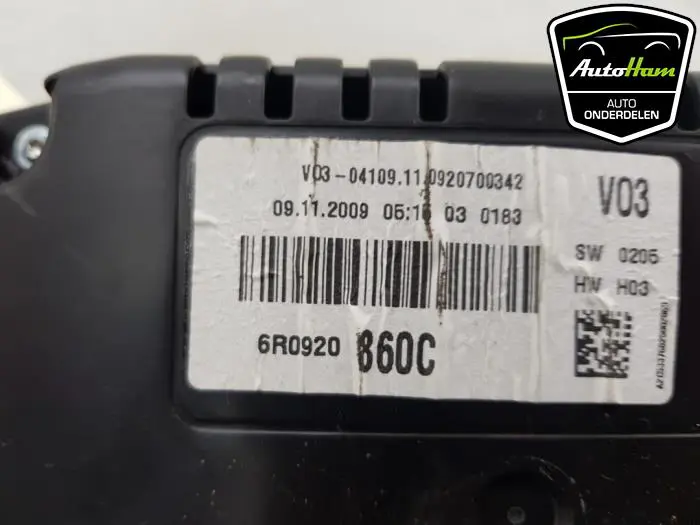 AutoHam
AUTO
ONDERDELEN
V03-04109.11 0920700342
09.11.2009 05:15 03 0183
V03
SW 0205
HW H03
6R0920 860C